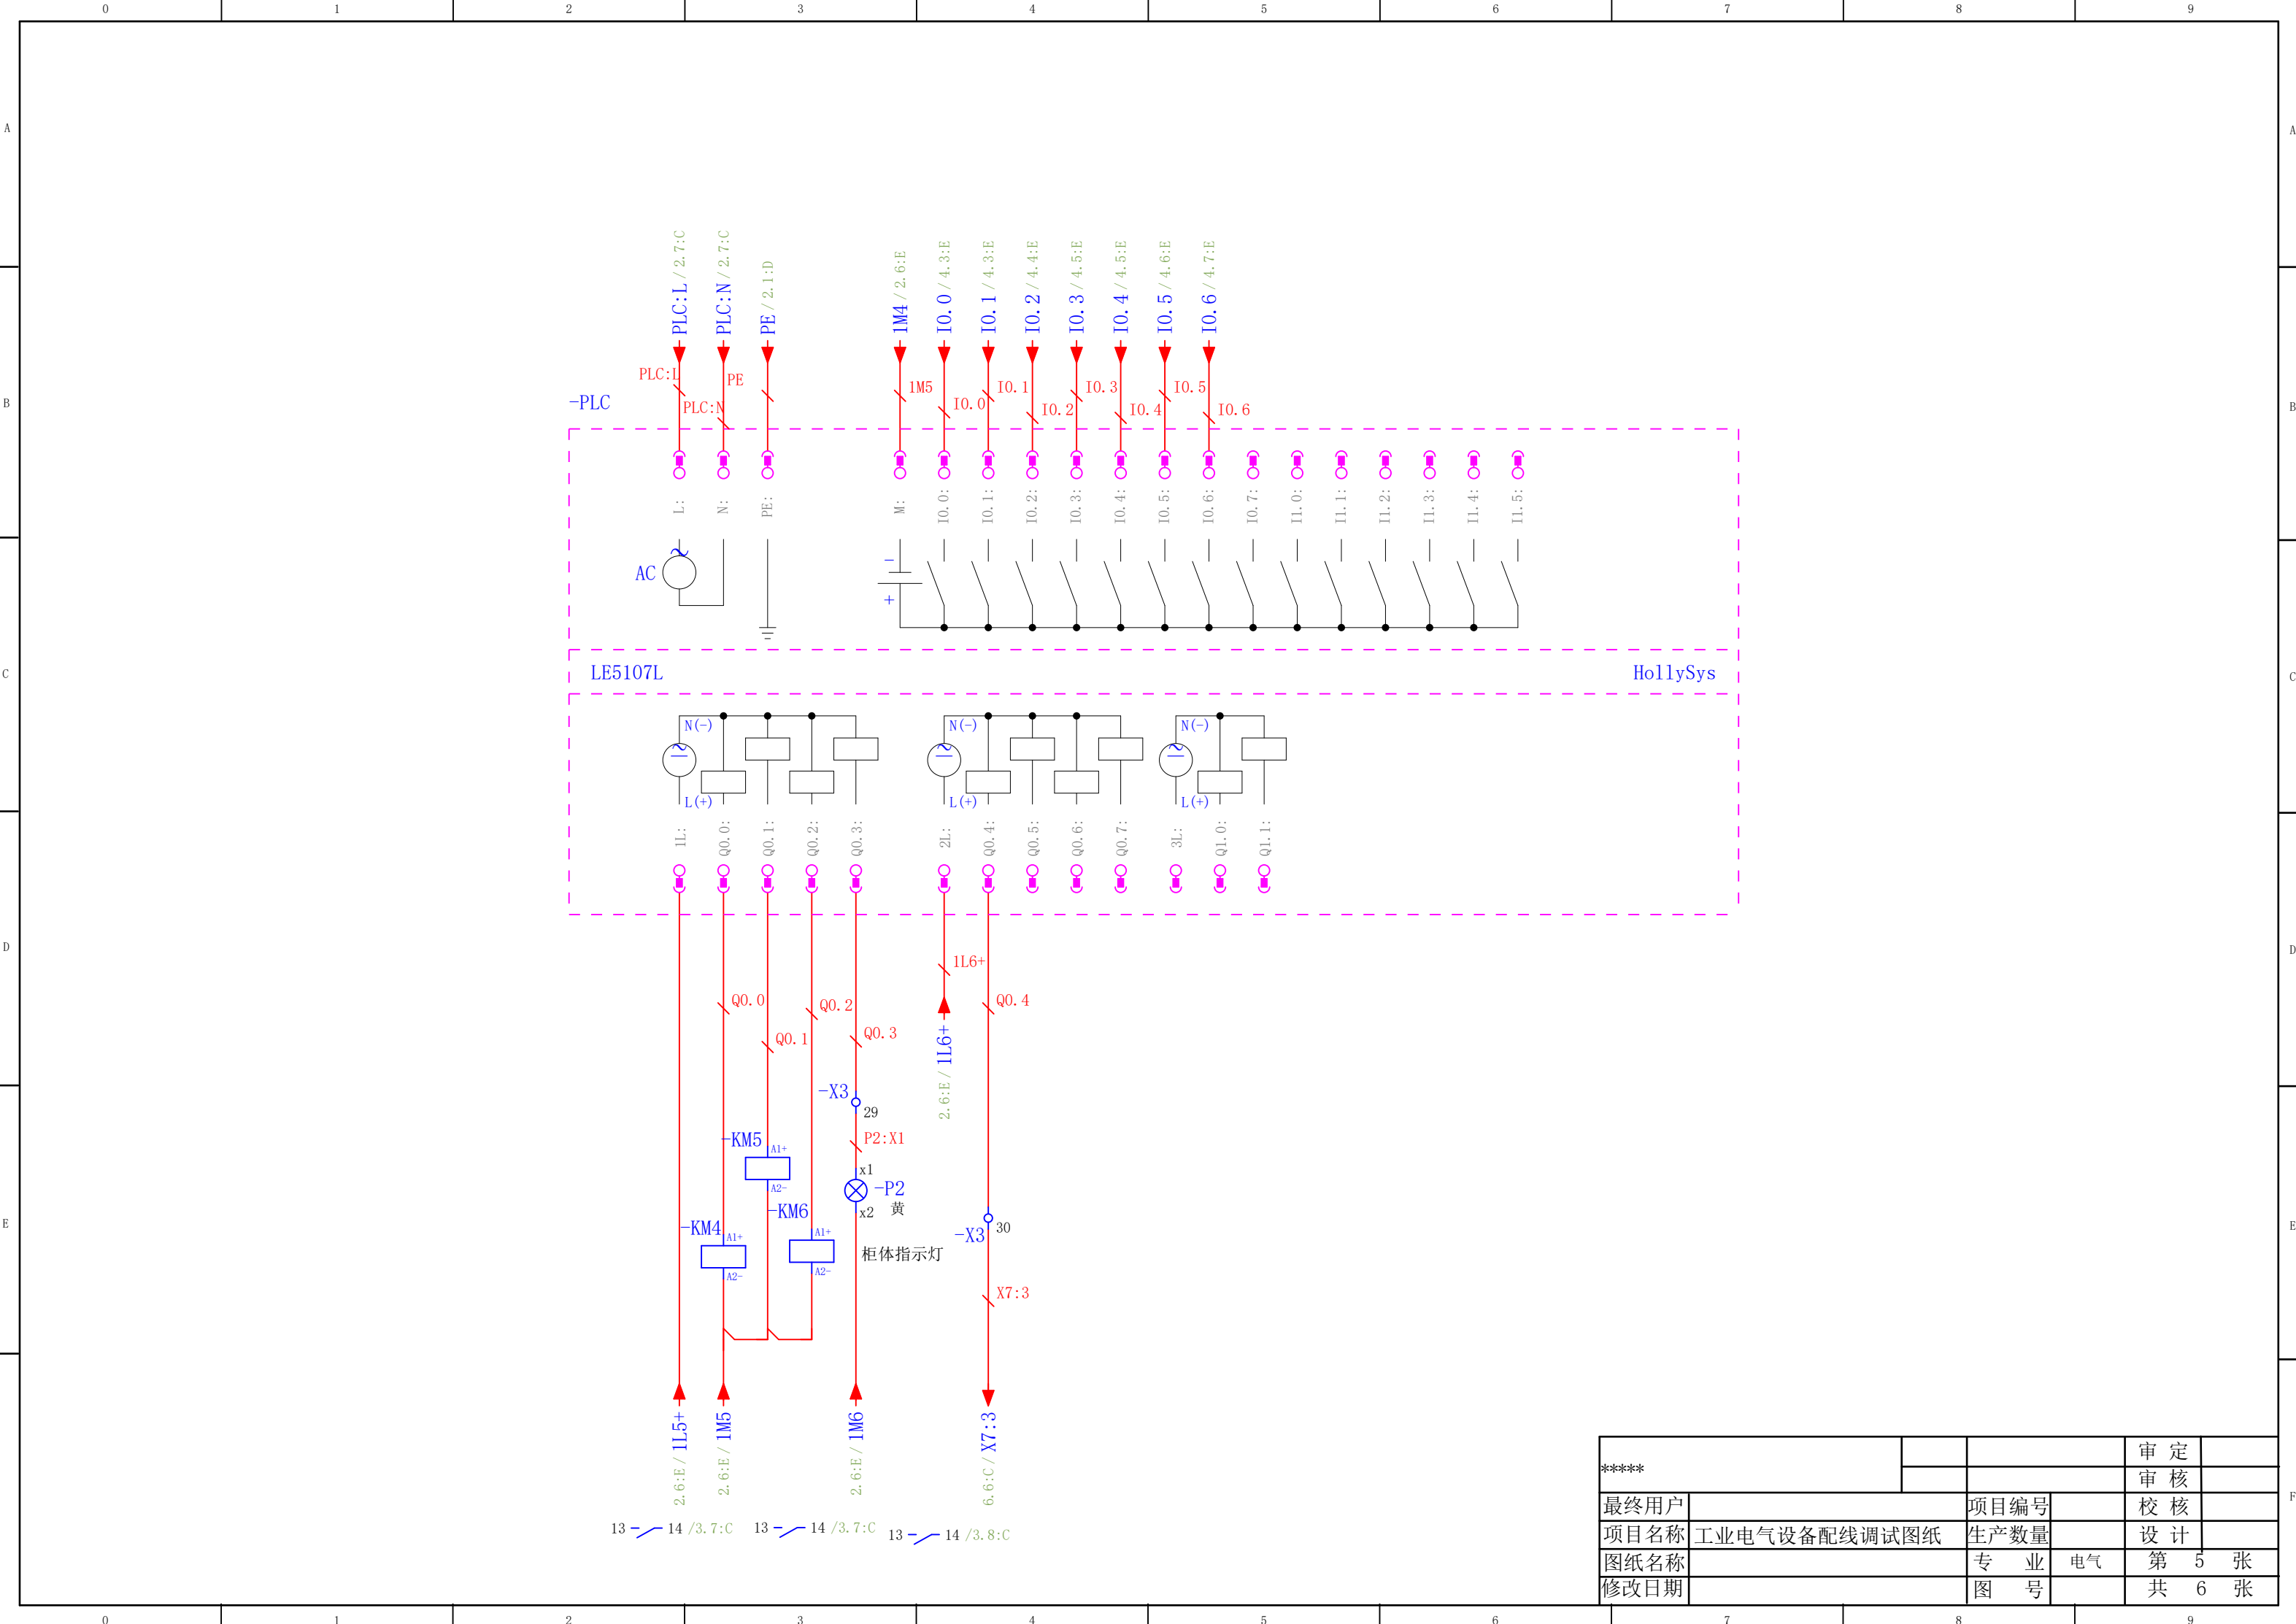 0 1 2 3 4 5 6 7 8 9
A A
B B
C C
D D
E E
F
PLC:L / 2.7:C
PLC:N / 2.7:C
PE / 2.1:D
1M4 / 2.6:E
I0.0 / 4.3:E
I0.1 / 4.3:E
I0.2 / 4.4:E
I0.3 / 4.5:E
I0.4 / 4.5:E
I0.5 / 4.6:E
I0.6 / 4.7:E
PLC:L
PE
PLC:N
1M5
I0.0
I0.1
I0.2
I0.3
I0.4
I0.5
I0.6
-PLC
L:
N:
PE:
M:
I0.0:
I0.1:
I0.2:
I0.3:
I0.4:
I0.5:
I0.6:
I0.7:
I1.0:
I1.1:
I1.2:
I1.3:
I1.4:
I1.5:
AC
-
+
LE5107L
HollySys
N(-)
N(-)
N(-)
L(+)
L(+)
L(+)
1L:
Q0.0:
Q0.1:
Q0.2:
Q0.3:
2L:
Q0.4:
Q0.5:
Q0.6:
Q0.7:
3L:
Q1.0:
Q1.1:
1L6+
Q0.0
Q0.2
Q0.4
Q0.1
Q0.3
2.6:E / 1L6+
-X3
29
P2:X1
-KM5
A1+
A2-
x1
-P2
x2
黄
-KM6
A1+
A2-
-KM4
A1+
A2-
柜体指示灯
30
-X3
X7:3
2.6:E / 1L5+
2.6:E / 1M5
2.6:E / 1M6
6.6:C / X7:3
13 14 /3.7:C
13 14 /3.7:C
13 14 /3.8:C
*****
审 定
审 核
最终用户 项目编号 校 核
项目名称 工业电气设备配线调试图纸 生产数量 设 计
图纸名称 专 业 电气 第 5 张
修改日期 图 号 共 6 张
0 1 2 3 4 5 6 7 8 9